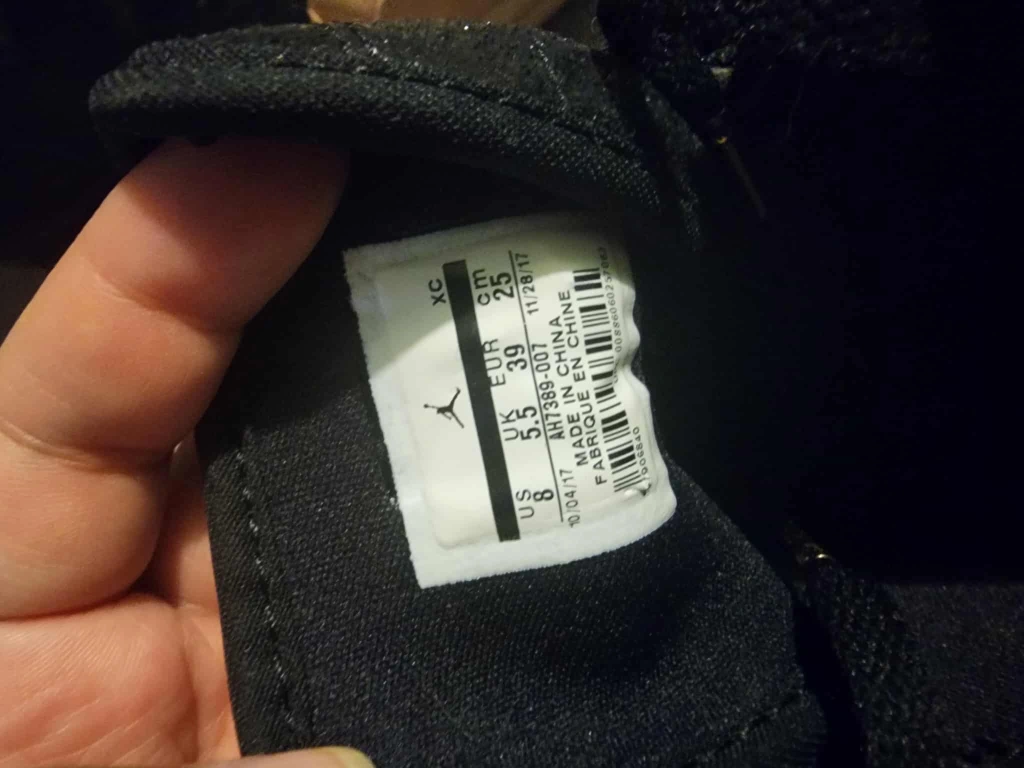 XC
US UK EUR cm
8 5.5 39 25
10/04/17 AH7389-007 11/28/17
MADE IN CHINA
FABRIQUE EN CHINE